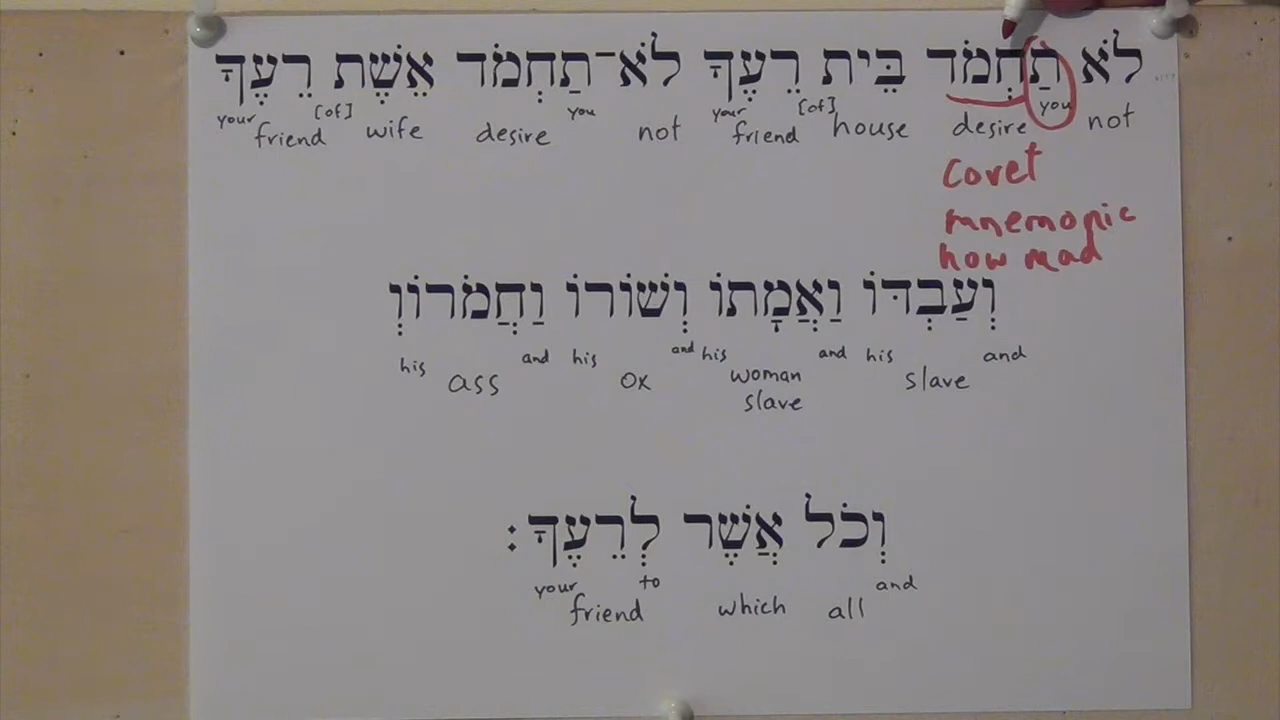 לֹא תַחְמֹד בֵּית רֵעֶךָ לֹא־תַחְמֹד אֵשֶׁת רֵעֶךָ
your friend [of] wife desire you not your friend [of] house desire you not
covet
mnemonic
how mad
וְעַבְדּוֹ וַאֲמָתוֹ וְשׁוֹרוֹ וַחֲמֹרוֹוְ
his ass and his ox and his woman slave and his slave and
וְכֹל אֲשֶׁר לְרֵעֶךָ׃
your friend to which all and